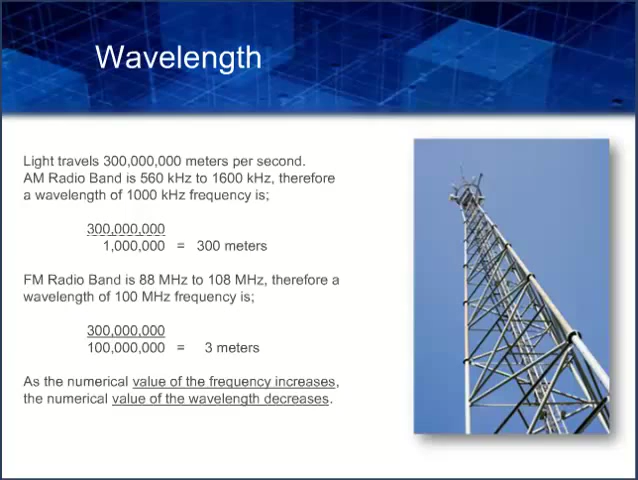 Wavelength
Light travels 300,000,000 meters per second.
AM Radio Band is 560 kHz to 1600 kHz, therefore
a wavelength of 1000 kHz frequency is;
300,000,000
1,000,000 = 300 meters
FM Radio Band is 88 MHz to 108 MHz, therefore a
wavelength of 100 MHz frequency is;
300,000,000
100,000,000 = 3 meters
As the numerical value of the frequency increases,
the numerical value of the wavelength decreases.